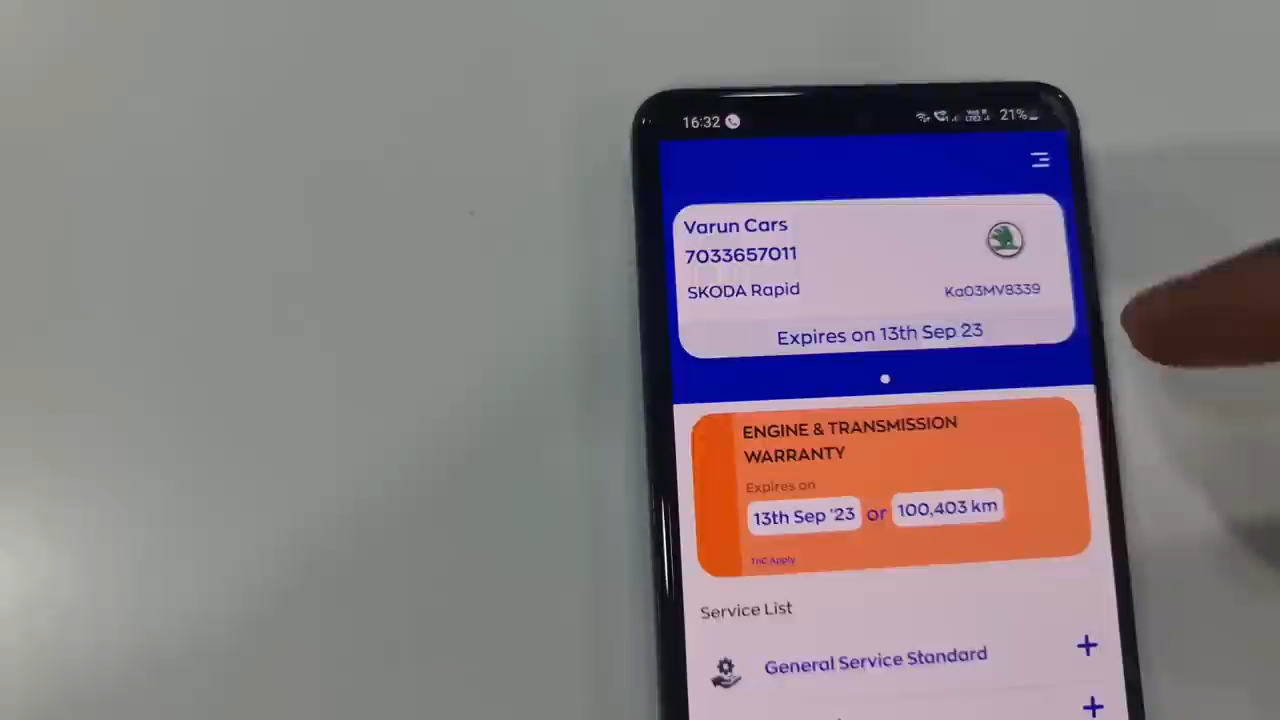 16:32
21%
Varun Cars
7033657011
SKODA Rapid
Ka03MV8339
Expires on 13th Sep 23
ENGINE & TRANSMISSION
WARRANTY
Expires on
13th Sep '23 or 100,403 km
TnC Apply
Service List
General Service Standard +
+